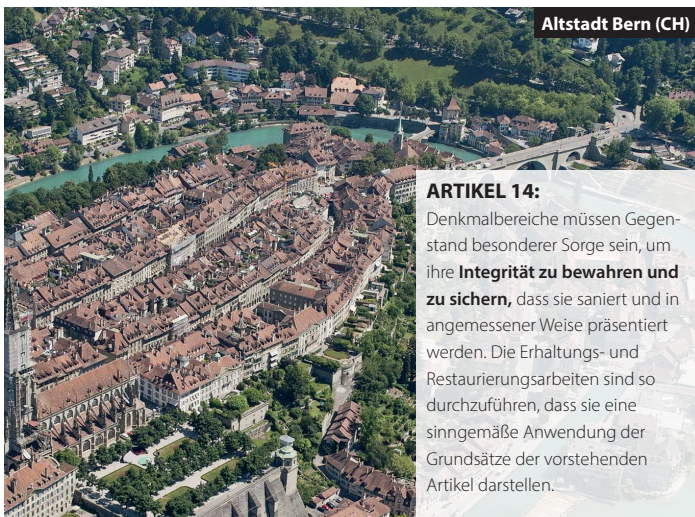 Altstadt Bern (CH)
ARTIKEL 14:
Denkmalbereiche müssen Gegen-
stand besonderer Sorge sein, um
ihre Integrität zu bewahren und
zu sichern, dass sie saniert und in
angemessener Weise präsentiert
werden. Die Erhaltungs- und
Restaurierungsarbeiten sind so
durchzuführen, dass sie eine
sinngemäße Anwendung der
Grundsätze der vorstehenden
Artikel darstellen.